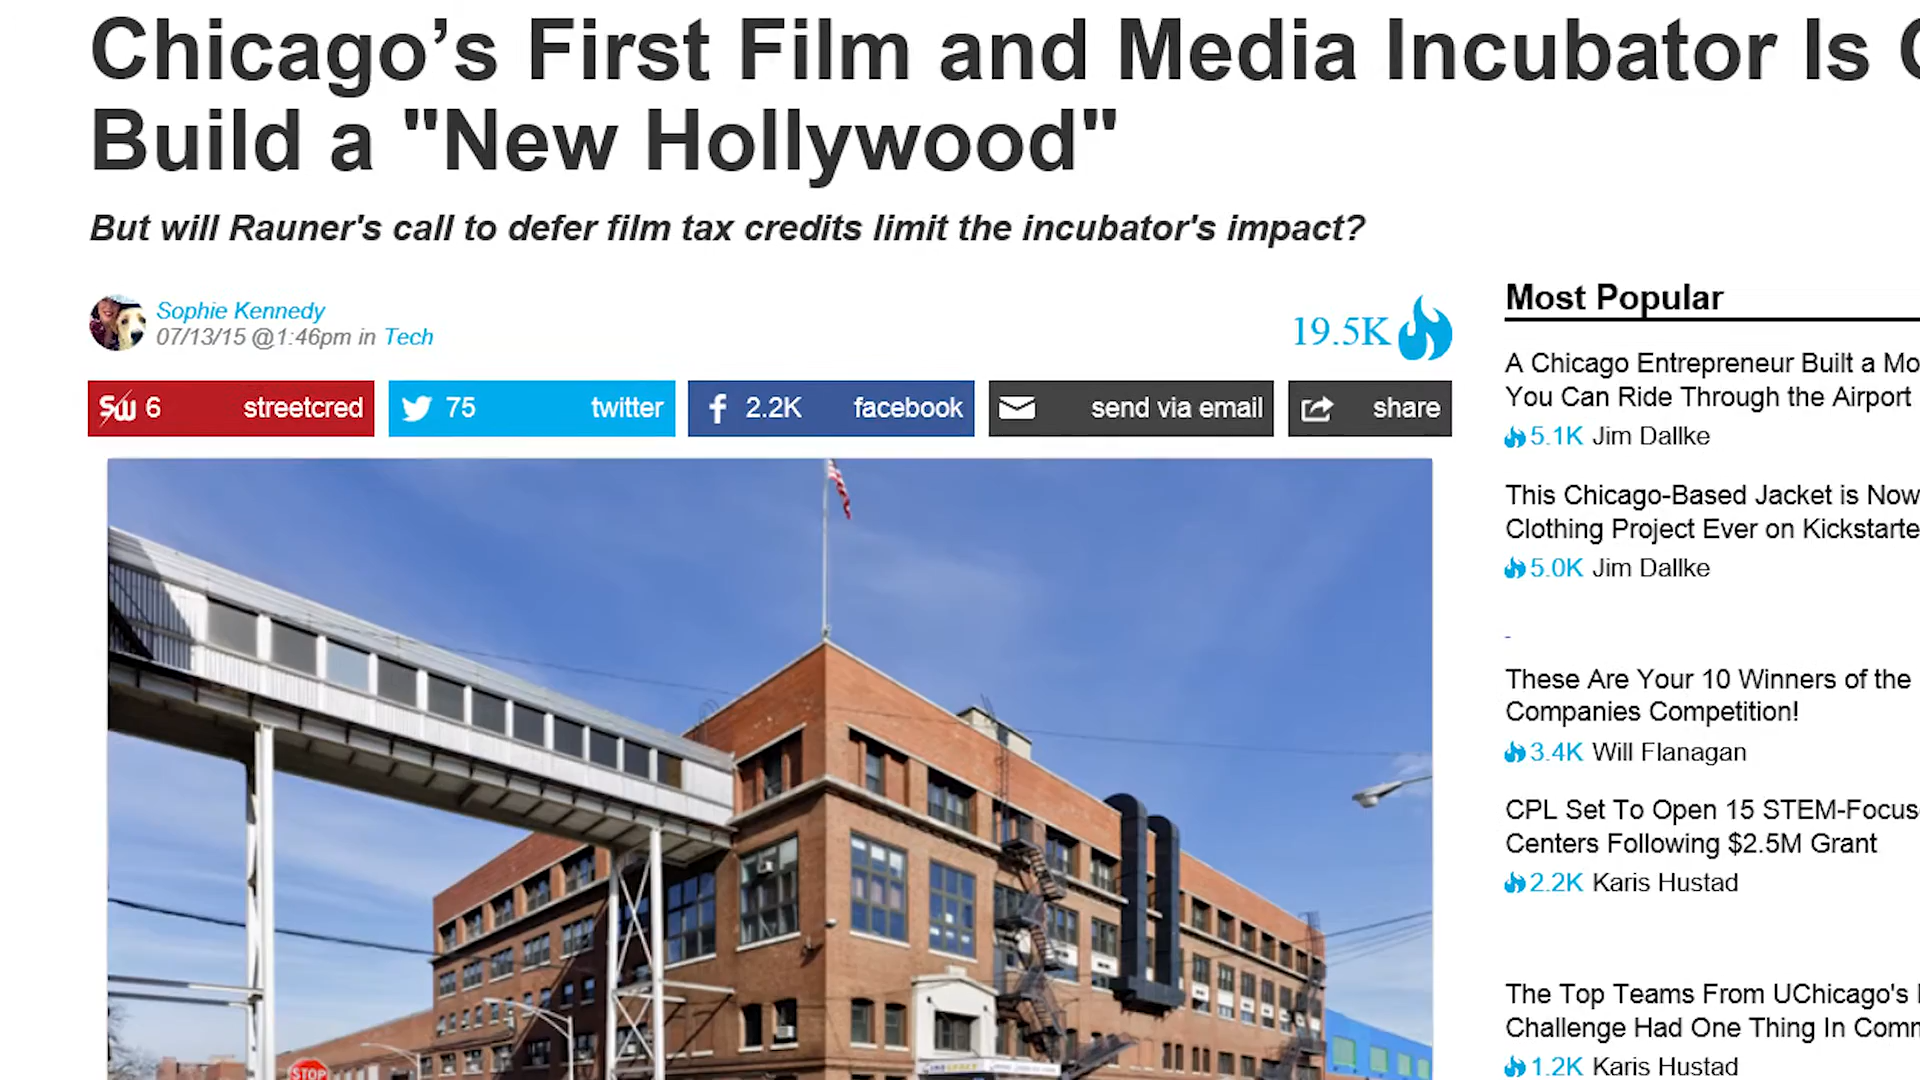 Chicago’s First Film and Media Incubator Is
Build a "New Hollywood"
But will Rauner's call to defer film tax credits limit the incubator's impact?
Sophie Kennedy
07/13/15 @1:46pm in Tech
19.5K
SW 6 streetcred
75 twitter
f 2.2K facebook
send via email
share
Most Popular
A Chicago Entrepreneur Built a Mo
You Can Ride Through the Airport
5.1K Jim Dallke
This Chicago-Based Jacket is Now
Clothing Project Ever on Kickstarte
5.0K Jim Dallke
-
These Are Your 10 Winners of the
Companies Competition!
3.4K Will Flanagan
CPL Set To Open 15 STEM-Focus
Centers Following $2.5M Grant
2.2K Karis Hustad
The Top Teams From UChicago's
Challenge Had One Thing In Com
1.2K Karis Hustad
STOP